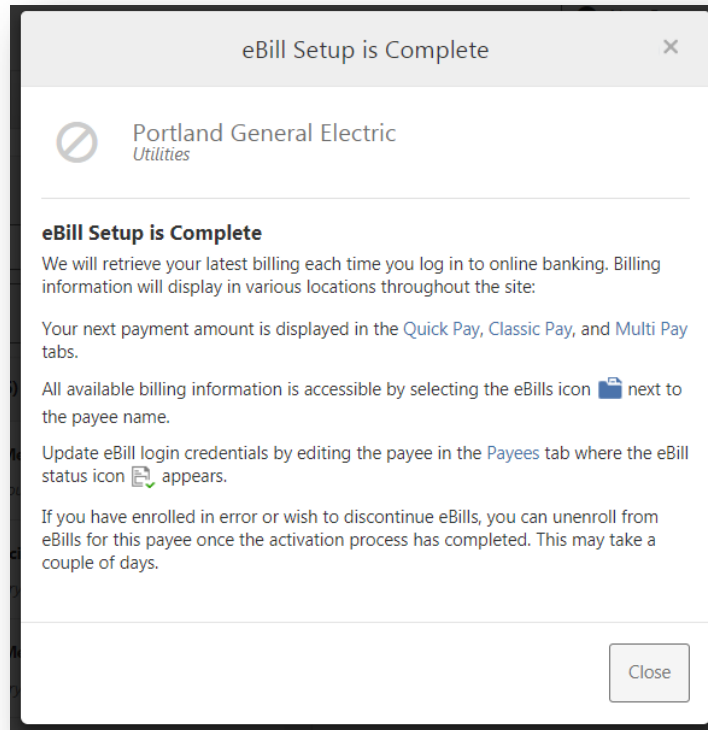 eBill Setup is Complete ×
Portland General Electric
Utilities
eBill Setup is Complete
We will retrieve your latest billing each time you log in to online banking. Billing
information will display in various locations throughout the site:
Your next payment amount is displayed in the Quick Pay, Classic Pay, and Multi Pay
tabs.
All available billing information is accessible by selecting the eBills icon next to
the payee name.
Update eBill login credentials by editing the payee in the Payees tab where the eBill
status icon appears.
If you have enrolled in error or wish to discontinue eBills, you can unenroll from
eBills for this payee once the activation process has completed. This may take a
couple of days.
Close